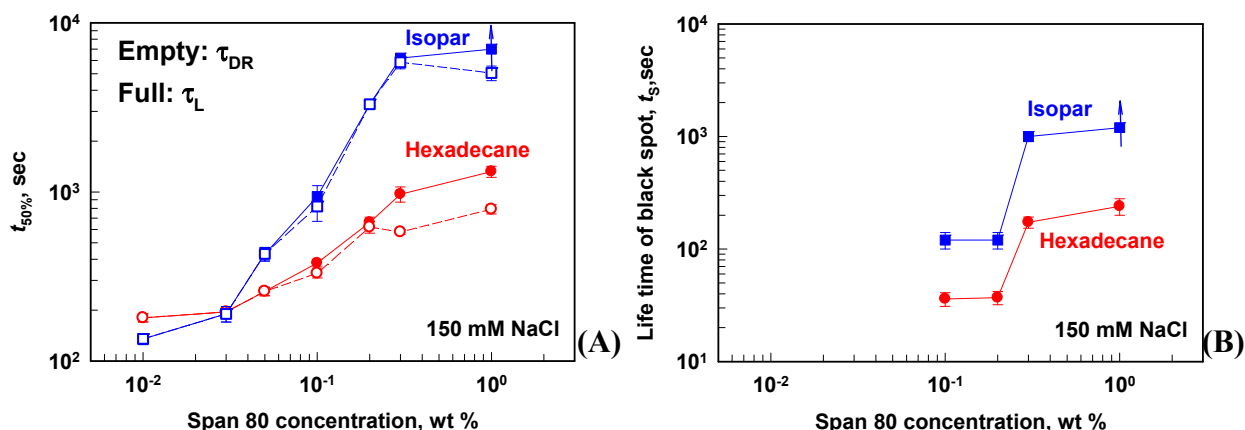 10⁴
10³
10²
t50%, sec
Empty: τDR
Full: τL
Isopar
Hexadecane
150 mM NaCl
(A)
10⁻² 10⁻¹ 10⁰
Span 80 concentration, wt %
10⁴
10³
10²
10¹
Life time of black spot, tS,sec
Isopar
Hexadecane
150 mM NaCl
(B)
10⁻² 10⁻¹ 10⁰
Span 80 concentration, wt %